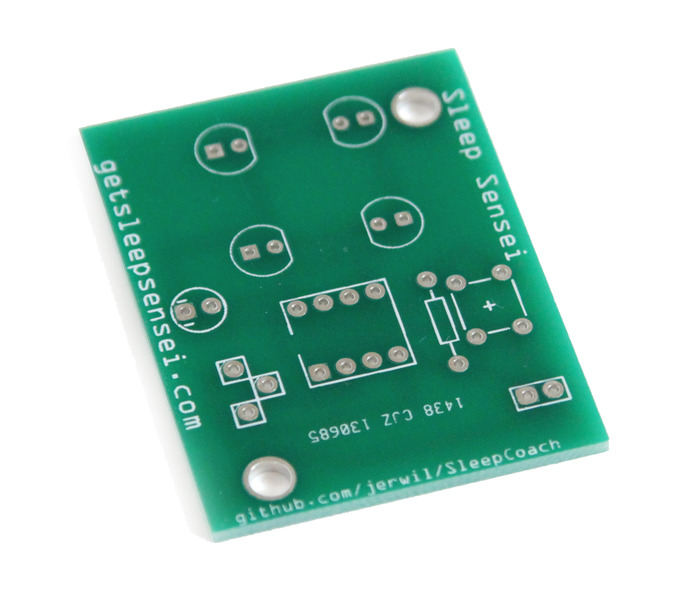 Sleep Sensei
getsleepsensei.com
1438 CJZ 130685
github.com/jerwil/SleepCoach